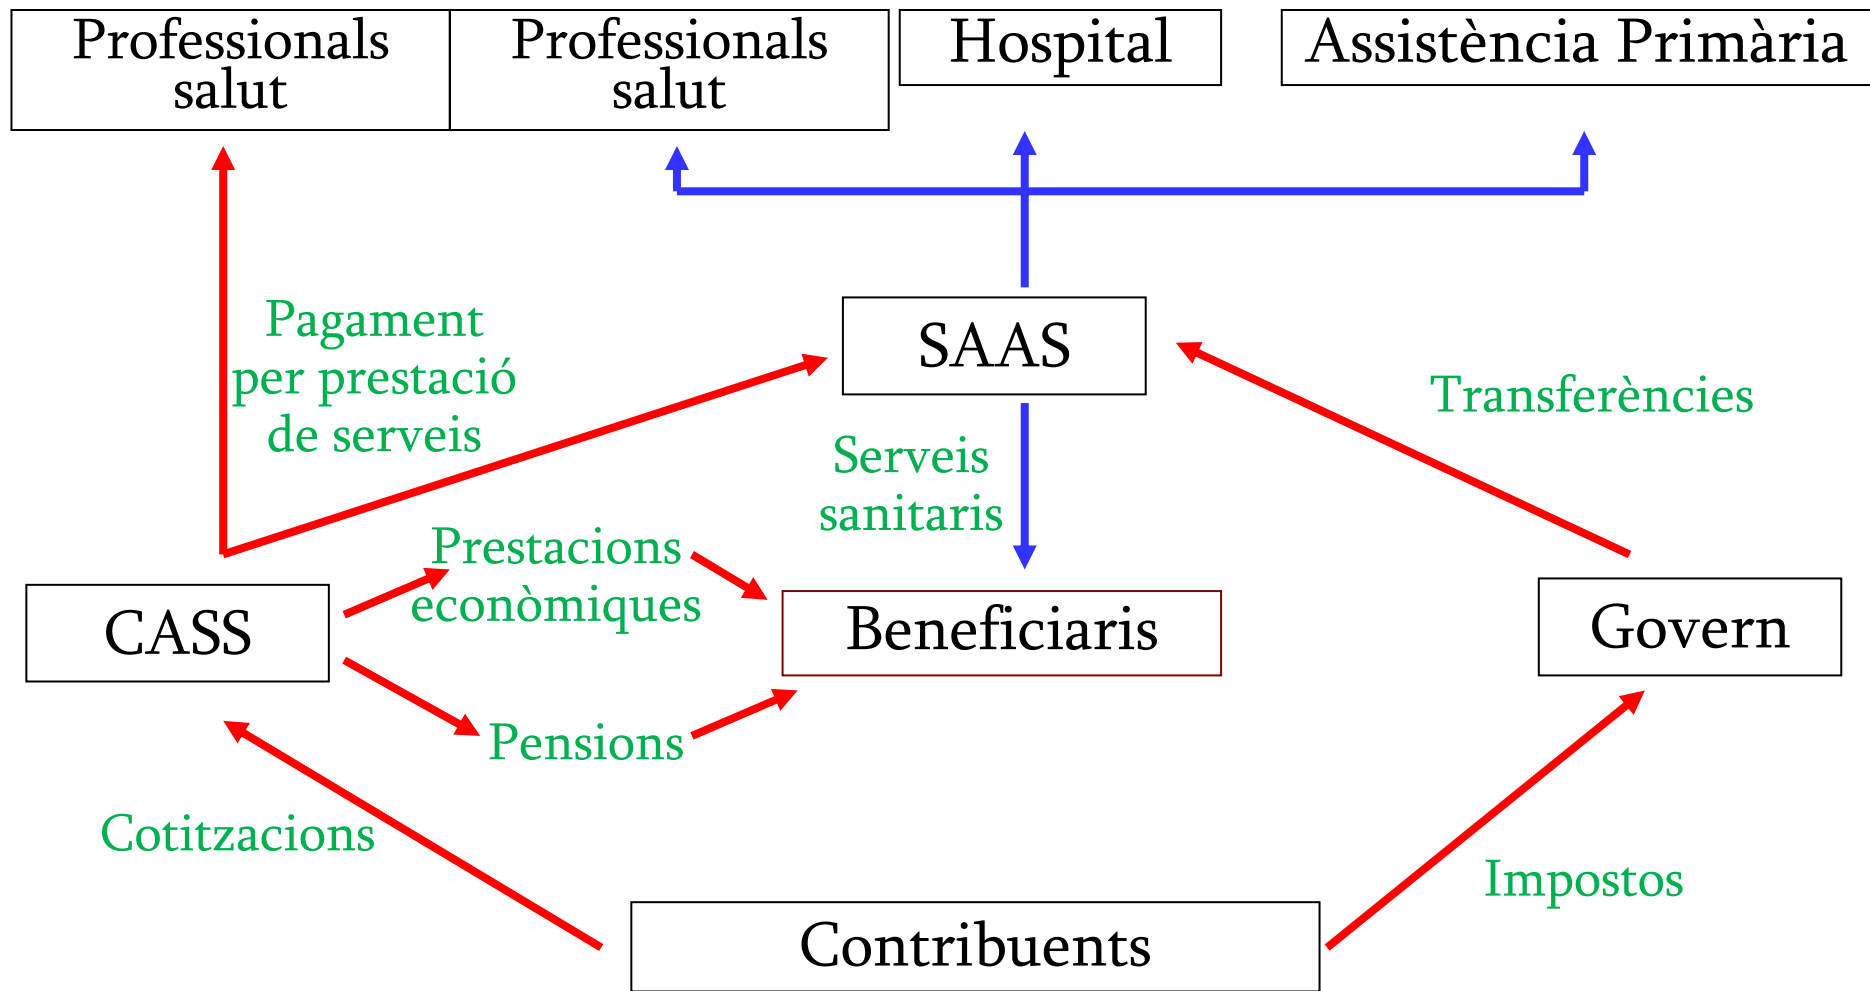 Professionals
salut
Professionals
salut
Hospital
Assistència Primària
Pagament
per prestació
de serveis
SAAS
Transferències
Serveis
sanitaris
Prestacions
econòmiques
CASS
Beneficiaris
Govern
Pensions
Cotitzacions
Impostos
Contribuents